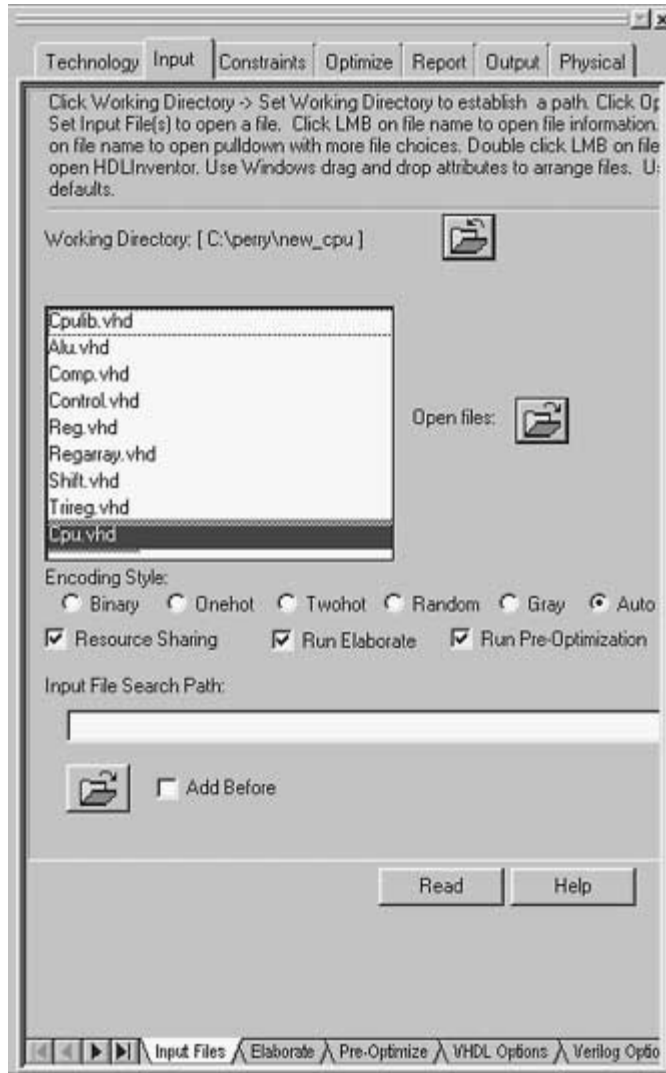 Technology Input Constraints Optimize Report Output Physical
Click Working Directory -> Set Working Directory to establish a path. Click
Set Input File(s) to open a file. Click LMB on file name to open file information.
on file name to open pulldown with more file choices. Double click LMB on file
open HDLInventor. Use Windows drag and drop attributes to arrange files.
defaults.
Working Directory: [ C:\perry\new_cpu ]
Cpulib.vhd
Alu.vhd
Comp.vhd
Control.vhd
Reg.vhd
Regarray.vhd
Shift.vhd
Trireg.vhd
Cpu.vhd
Open files:
Encoding Style:
Binary Onehot Twohot Random Gray Auto
Resource Sharing Run Elaborate Run Pre-Optimization
Input File Search Path:
Add Before
Read Help
Input Files Elaborate Pre-Optimize VHDL Options Verilog Optio